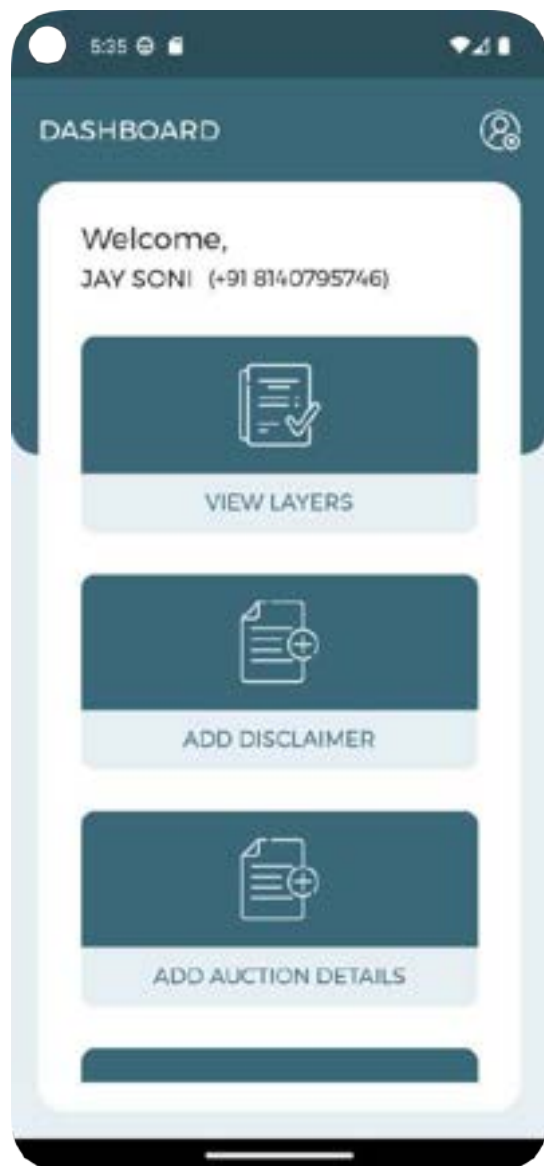 5:35
DASHBOARD
Welcome,
JAY SONI (+91 8140795746)
VIEW LAYERS
ADD DISCLAIMER
ADD AUCTION DETAILS